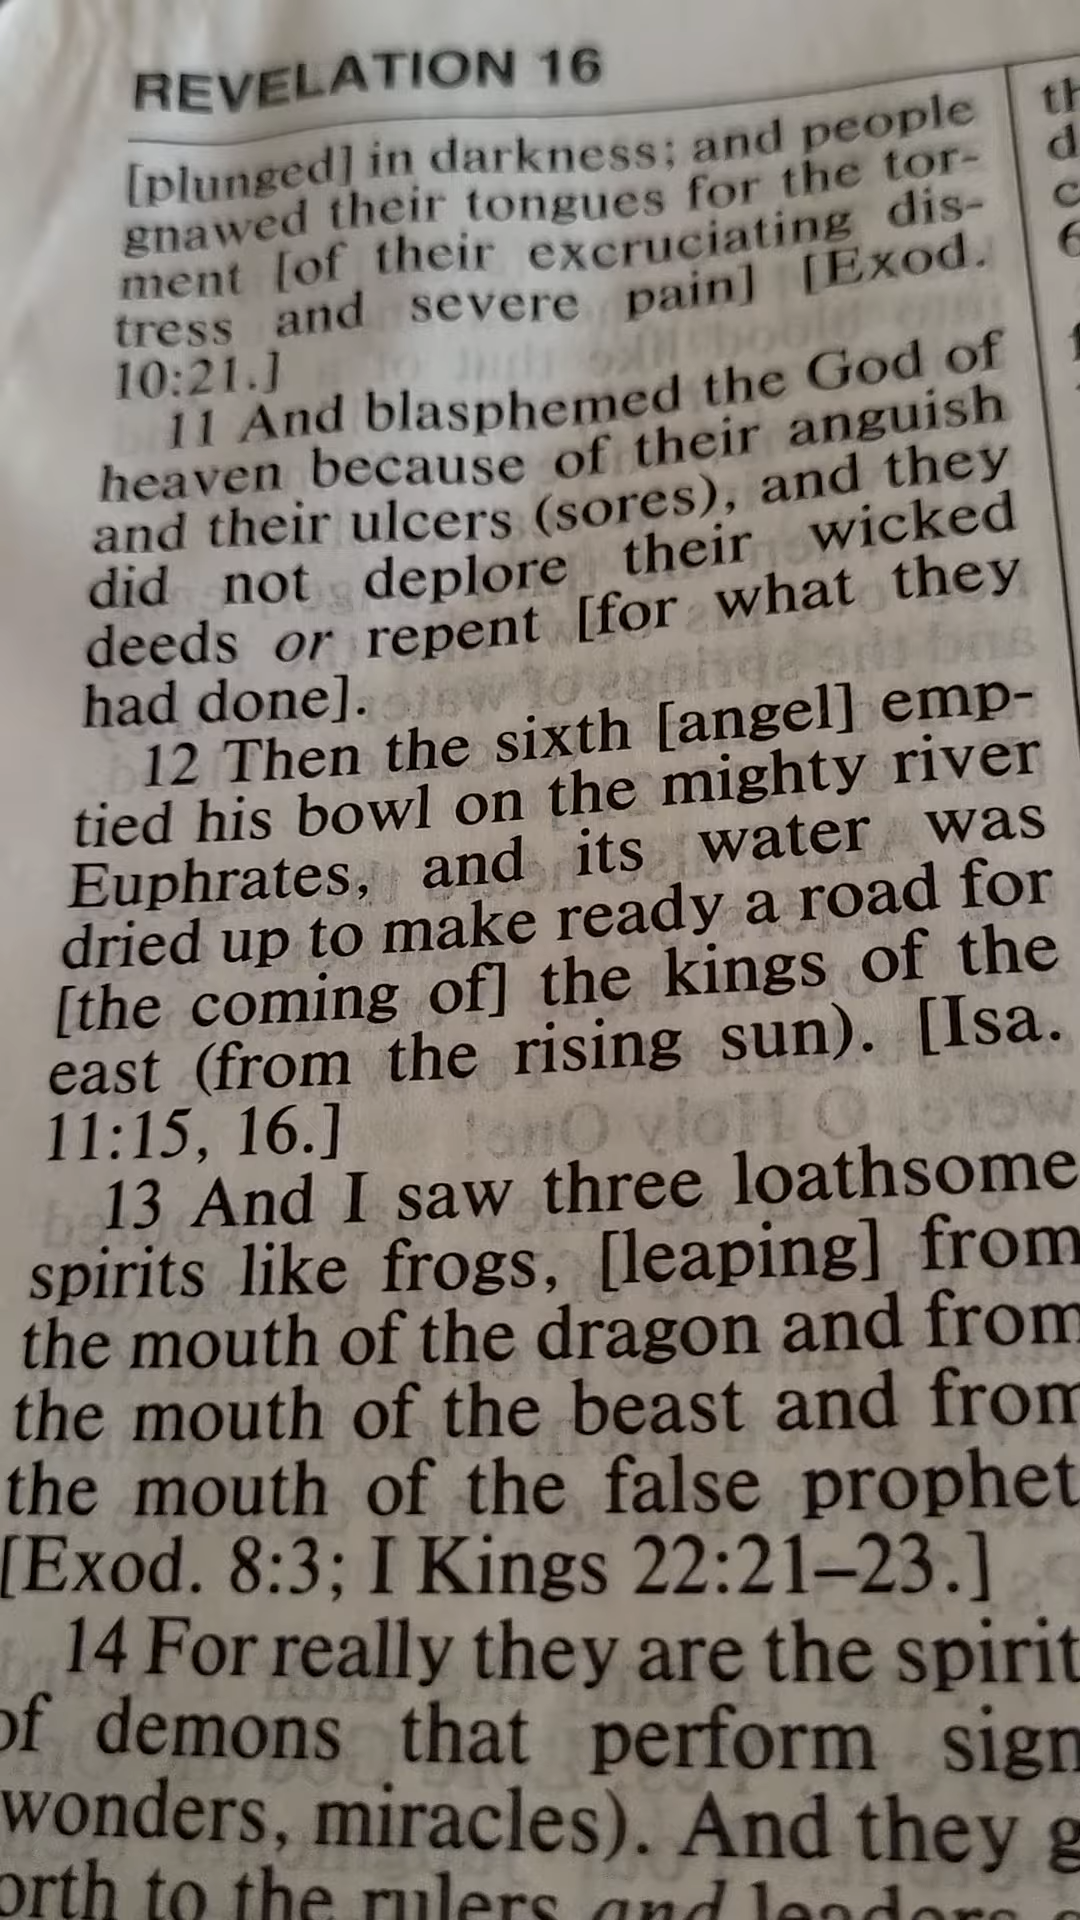 REVELATION 16
[plunged] in darkness; and people
gnawed their tongues for the tor-
ment [of their excruciating dis-
tress and severe pain] [Exod.
10:21.]
11 And blasphemed the God of
heaven because of their anguish
and their ulcers (sores), and they
did not deplore their wicked
deeds or repent [for what they
had done].
12 Then the sixth [angel] emp-
tied his bowl on the mighty river
Euphrates, and its water was
dried up to make ready a road for
[the coming of] the kings of the
east (from the rising sun). [Isa.
11:15, 16.]
13 And I saw three loathsome
spirits like frogs, [leaping] from
the mouth of the dragon and from
the mouth of the beast and from
the mouth of the false prophet
[Exod. 8:3; I Kings 22:21–23.]
14 For really they are the spirit
of demons that perform sign
wonders, miracles). And they g
orth to the rulers and leaders